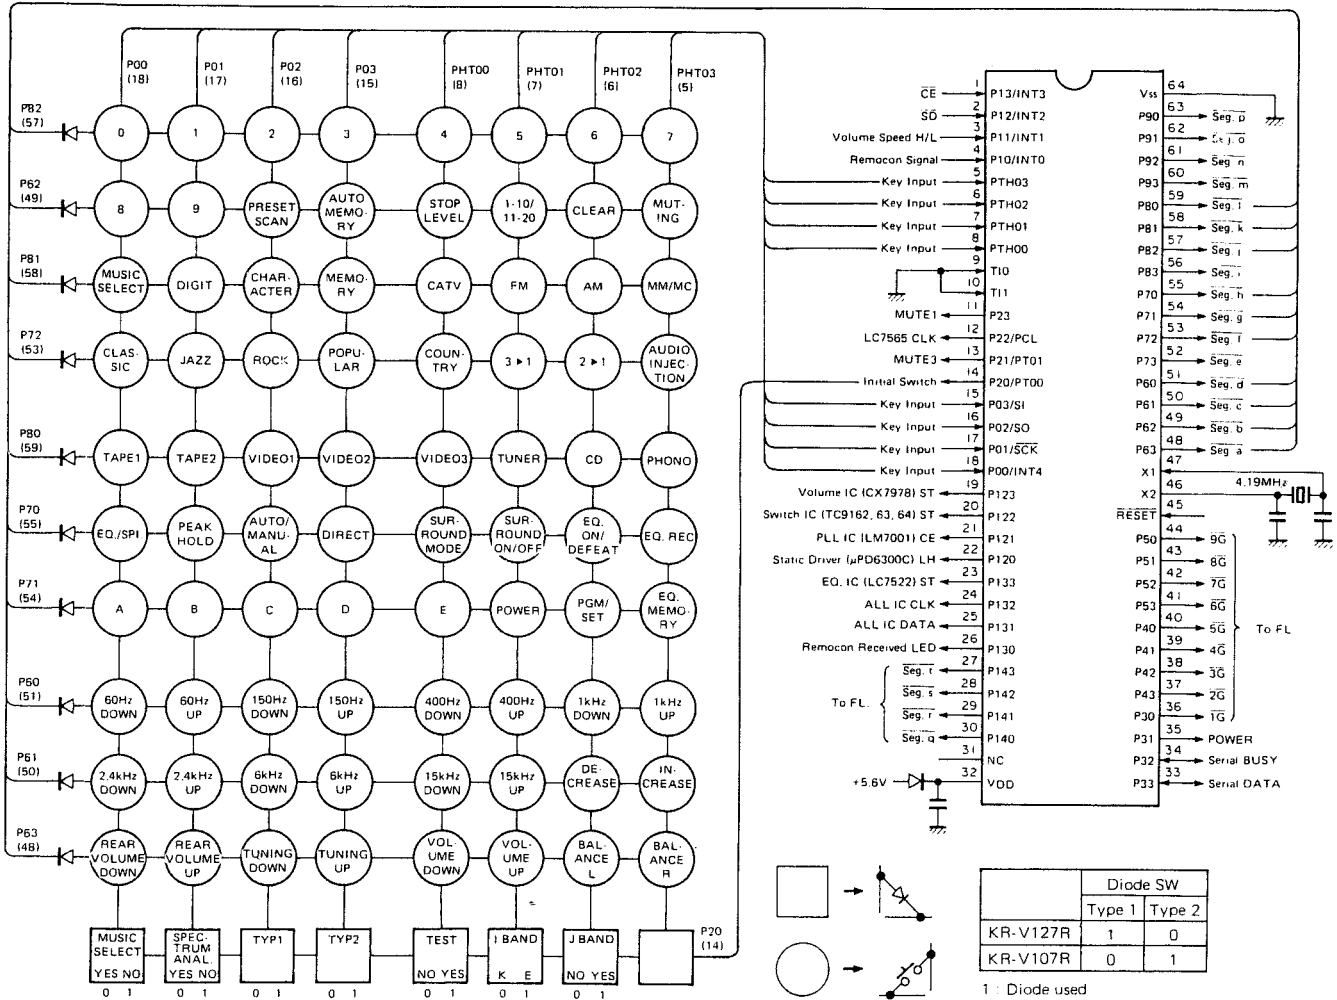 P00 P01 P02 P03 PHT00 PHT01 PHT02 PHT03
(18) (17) (16) (15) (8) (7) (6) (5)
P82
(57)
0 1 2 3 4 5 6 7
P62
(49)
8 9 PRESET SCAN AUTO MEMO- RY STOP LEVEL 1-10/ 11-20 CLEAR MUT- ING
P81
(58)
MUSIC SELECT DIGIT CHAR- ACTER MEMO- RY CATV FM AM MM/MC
P72
(53)
CLAS- SIC JAZZ ROCK POPU- LAR COUN- TRY 3▶1 2▶1 AUDIO INJEC- TION
P80
(59)
TAPE1 TAPE2 VIDEO1 VIDEO2 VIDEO3 TUNER CD PHONO
P70
(55)
EQ./SPI. PEAK HOLD AUTO/ MANU- AL DIRECT SUR- ROUND MODE SUR- ROUND ON/OFF EQ. ON/ DEFEAT EQ. REC
P71
(54)
A B C D E POWER PGM/ SET EQ. MEMO- RY
P60
(51)
60Hz DOWN 60Hz UP 150Hz DOWN 150Hz UP 400Hz DOWN 400Hz UP 1kHz DOWN 1kHz UP
P61
(50)
2.4kHz DOWN 2.4kHz UP 6kHz DOWN 6kHz UP 15kHz DOWN 15kHz UP DE- CREASE IN- CREASE
P63
(48)
REAR VOLUME DOWN REAR VOLUME UP TUNING DOWN TUNING UP VOL- UME DOWN VOL- UME UP BAL- ANCE L BAL- ANCE R
MUSIC SELECT YES NO SPEC- TRUM ANAL. YES NO TYP1 TYP2 TEST NO YES I BAND K E J BAND NO YES
P20
(14)
0 1 0 1 0 1 0 1 0 1 0 1 0 1
CE 1 P13/INT3
SD 2 P12/INT2
Volume Speed H/L 3 P11/INT1
Remocon Signal 4 P10/INT0
Key Input 5 PTH03
Key Input 6 PTH02
Key Input 7 PTH01
Key Input 8 PTH00
9 TI0
10 TI1
MUTE1 11 P23
LC7565 CLK 12 P22/PCL
MUTE3 13 P21/PT01
Initial Switch 14 P20/PT00
Key Input 15 P03/SI
Key Input 16 P02/SO
Key Input 17 P01/SCK
Key Input 18 P00/INT4
Volume IC (CX7978) ST 19 P123
Switch IC (TC9162, 63, 64) ST 20 P122
PLL IC (LM7001) CE 21 P121
Static Driver (µPD6300C) LH 22 P120
EQ. IC (LC7522) ST 23 P133
ALL IC CLK 24 P132
ALL IC DATA 25 P131
Remocon Received LED 26 P130
Seg. t 27 P143
Seg. s 28 P142
To FL.
Seg. r 29 P141
Seg. q 30 P140
31 NC
+5.6V 32 VDD
Vss 64
P90 63 Seg. p
P91 62 Seg. o
P92 61 Seg. n
P93 60 Seg. m
P80 59 Seg. l
P81 58 Seg. k
P82 57 Seg. j
P83 56 Seg. i
P70 55 Seg. h
P71 54 Seg. g
P72 53 Seg. f
P73 52 Seg. e
P60 51 Seg. d
P61 50 Seg. c
P62 49 Seg. b
P63 48 Seg. a
X1 47
X2 46 4.19MHz
RESET 45
P50 44 9G
P51 43 8G
P52 42 7G
P53 41 6G
P40 40 5G
To FL
P41 39 4G
P42 38 3G
P43 37 2G
P30 36 1G
P31 35 POWER
P32 34 Serial BUSY
P33 33 Serial DATA
Diode SW
Type 1 Type 2
KR-V127R 1 0
KR-V107R 0 1
1 : Diode used